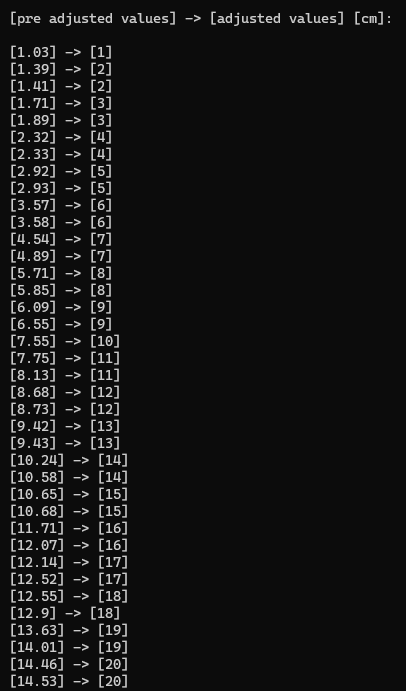 [pre adjusted values] -> [adjusted values] [cm]:
[1.03] -> [1]
[1.39] -> [2]
[1.41] -> [2]
[1.71] -> [3]
[1.89] -> [3]
[2.32] -> [4]
[2.33] -> [4]
[2.92] -> [5]
[2.93] -> [5]
[3.57] -> [6]
[3.58] -> [6]
[4.54] -> [7]
[4.89] -> [7]
[5.71] -> [8]
[5.85] -> [8]
[6.09] -> [9]
[6.55] -> [9]
[7.55] -> [10]
[7.75] -> [11]
[8.13] -> [11]
[8.68] -> [12]
[8.73] -> [12]
[9.42] -> [13]
[9.43] -> [13]
[10.24] -> [14]
[10.58] -> [14]
[10.65] -> [15]
[10.68] -> [15]
[11.71] -> [16]
[12.07] -> [16]
[12.14] -> [17]
[12.52] -> [17]
[12.55] -> [18]
[12.9] -> [18]
[13.63] -> [19]
[14.01] -> [19]
[14.46] -> [20]
[14.53] -> [20]